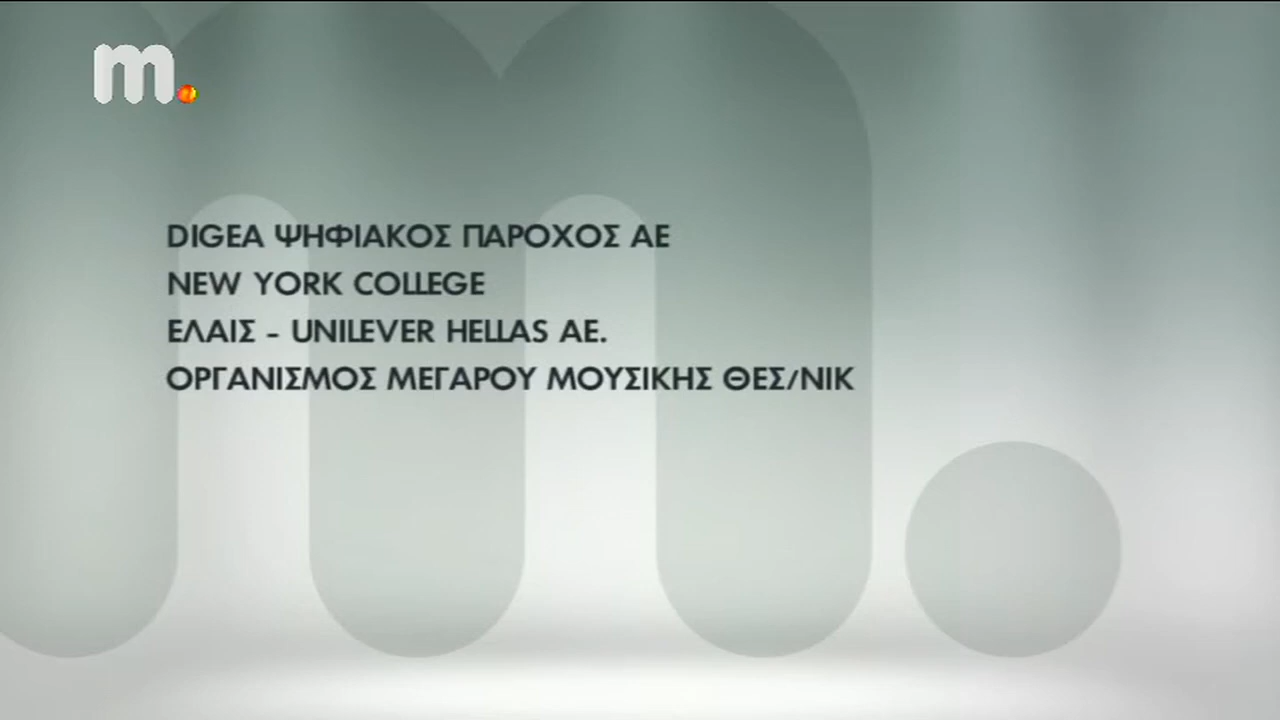 m.
DIGEA ΨΗΦΙΑΚΟΣ ΠΑΡΟΧΟΣ ΑΕ
NEW YORK COLLEGE
ΕΛΑΙΣ - UNILEVER HELLAS AE.
ΟΡΓΑΝΙΣΜΟΣ ΜΕΓΑΡΟΥ ΜΟΥΣΙΚΗΣ ΘΕΣ/ΝΙΚ